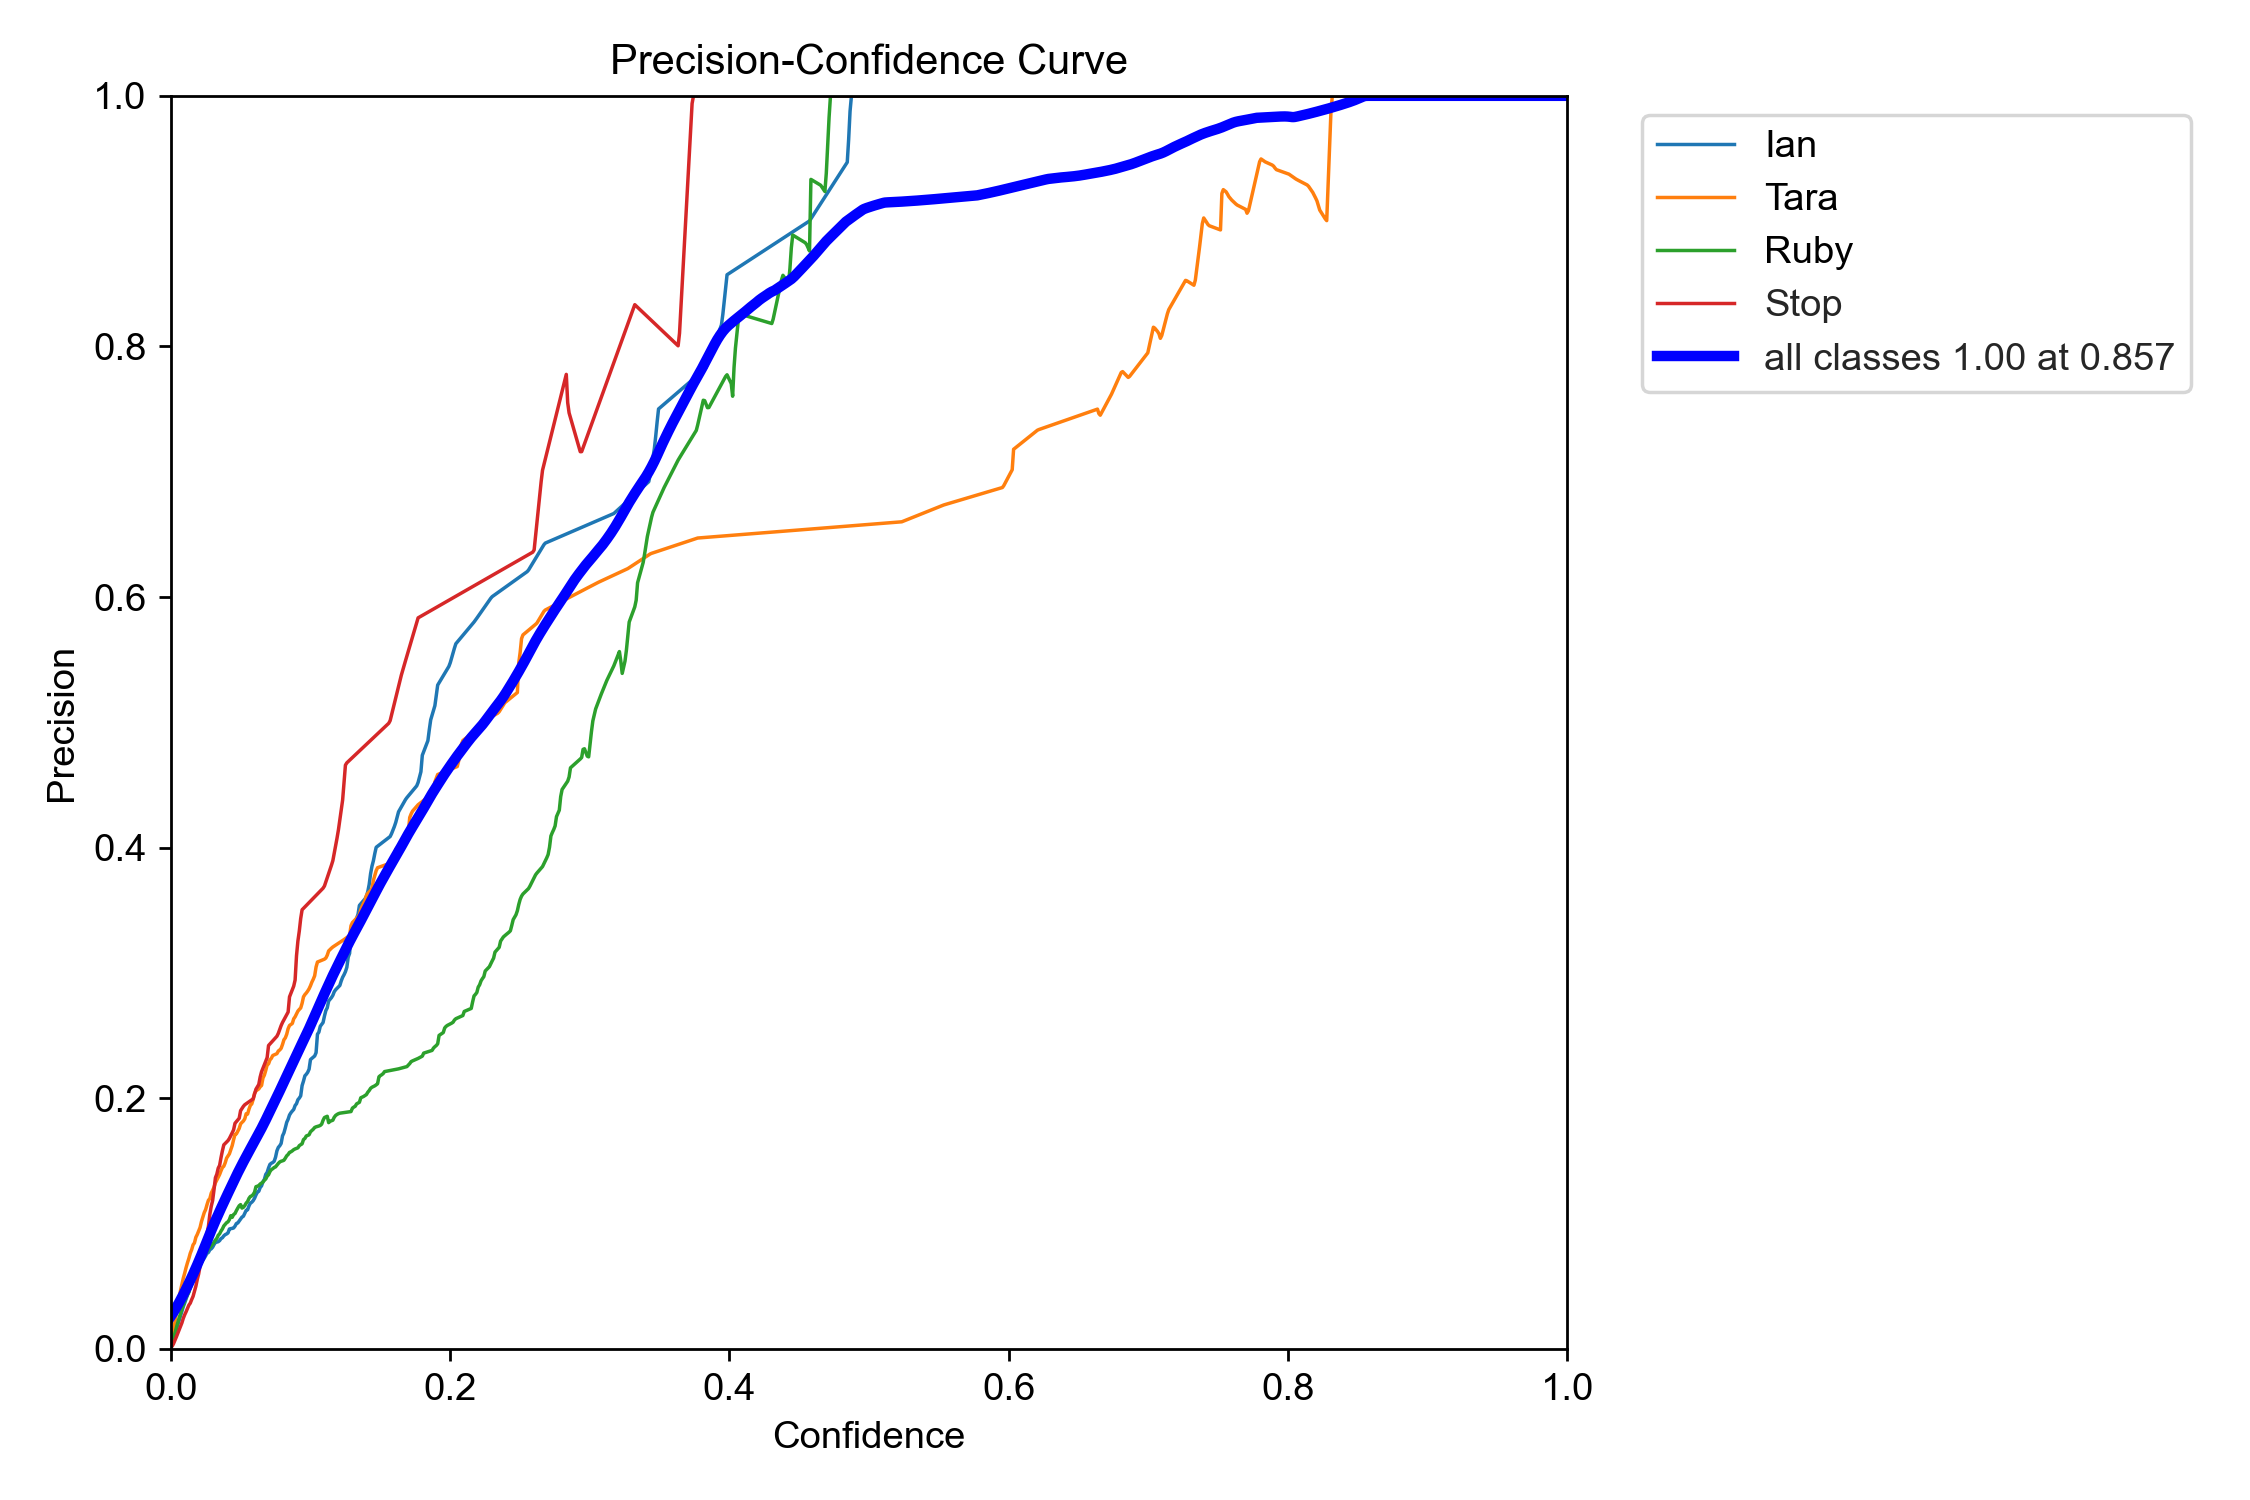 Precision-Confidence Curve
1.0
0.8
0.6
0.4
0.2
0.0
Precision
0.0 0.2 0.4 0.6 0.8 1.0
Confidence
Ian
Tara
Ruby
Stop
all classes 1.00 at 0.857